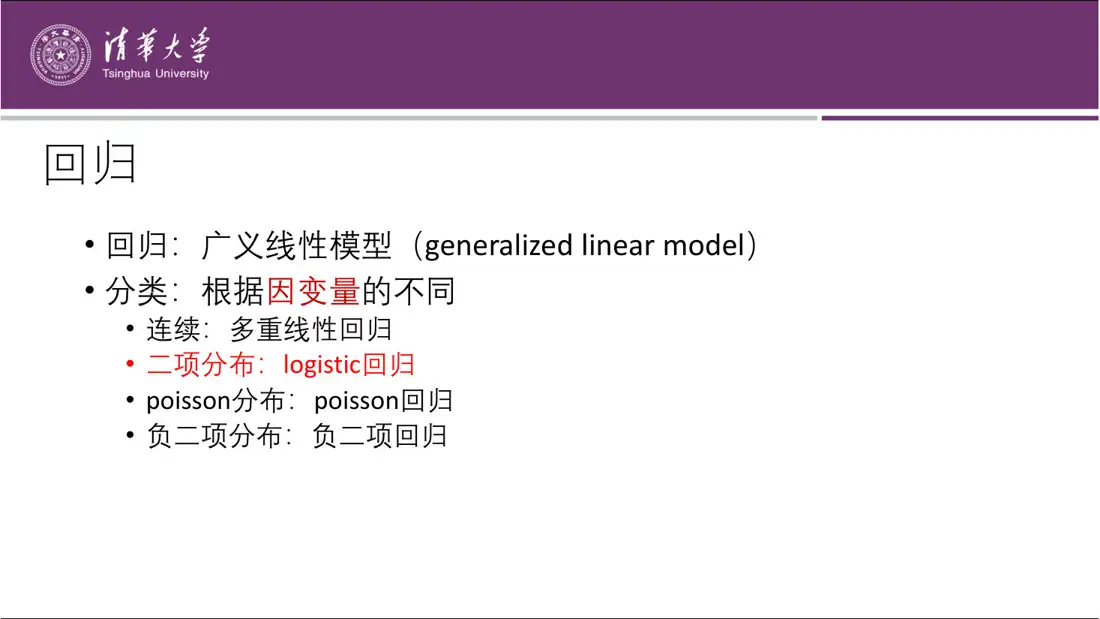 清华大学
Tsinghua University
回归
• 回归：广义线性模型（generalized linear model）
• 分类：根据因变量的不同
• 连续：多重线性回归
• 二项分布：logistic回归
• poisson分布：poisson回归
• 负二项分布：负二项回归